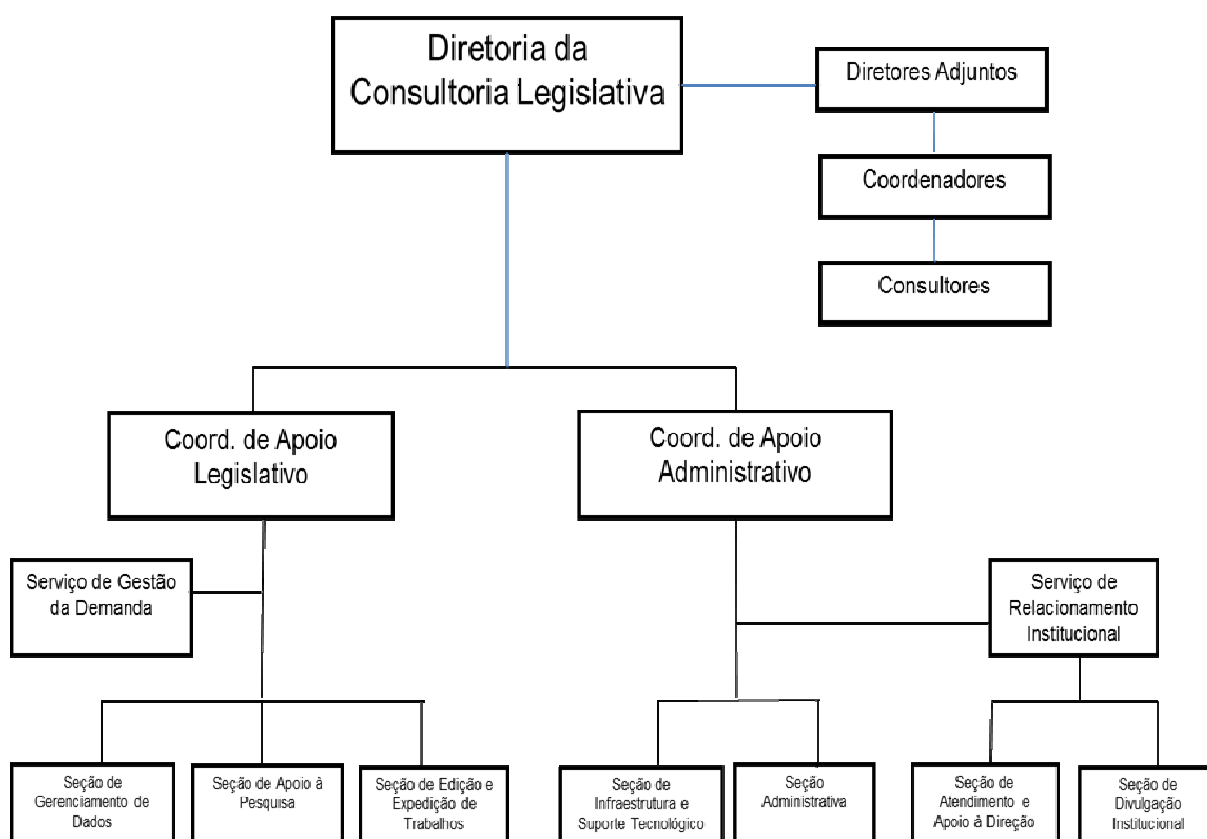 Diretoria da
Consultoria Legislativa
Diretores Adjuntos
Coordenadores
Consultores
Coord. de Apoio
Legislativo
Coord. de Apoio
Administrativo
Serviço de Gestão
da Demanda
Serviço de
Relacionamento
Institucional
Seção de
Gerenciamento de
Dados
Seção de Apoio à
Pesquisa
Seção de Edição e
Expedição de
Trabalhos
Seção de
Infraestrutura e
Suporte Tecnológico
Seção
Administrativa
Seção de
Atendimento e
Apoio à Direção
Seção de
Divulgação
Institucional